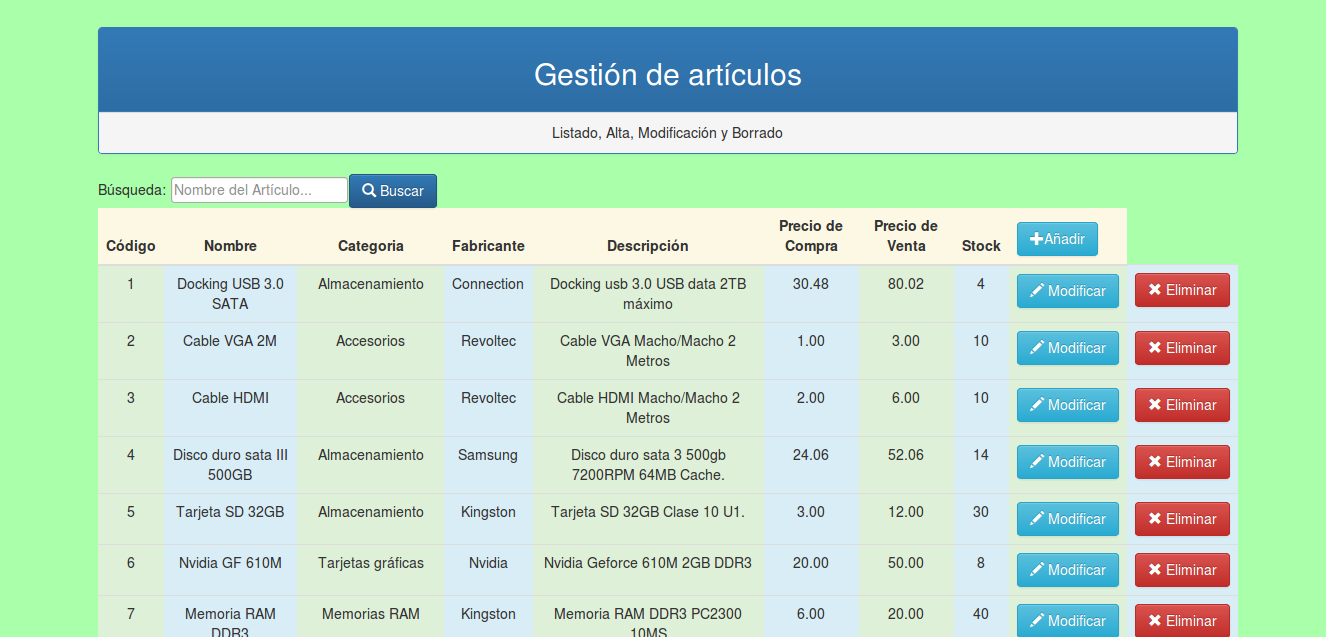 Gestión de artículos
Listado, Alta, Modificación y Borrado
Búsqueda: Nombre del Artículo... Buscar
Código Nombre Categoria Fabricante Descripción Precio de Compra Precio de Venta Stock Añadir
1 Docking USB 3.0 SATA Almacenamiento Connection Docking usb 3.0 USB data 2TB máximo 30.48 80.02 4 Modificar Eliminar
2 Cable VGA 2M Accesorios Revoltec Cable VGA Macho/Macho 2 Metros 1.00 3.00 10 Modificar Eliminar
3 Cable HDMI Accesorios Revoltec Cable HDMI Macho/Macho 2 Metros 2.00 6.00 10 Modificar Eliminar
4 Disco duro sata III 500GB Almacenamiento Samsung Disco duro sata 3 500gb 7200RPM 64MB Cache. 24.06 52.06 14 Modificar Eliminar
5 Tarjeta SD 32GB Almacenamiento Kingston Tarjeta SD 32GB Clase 10 U1. 3.00 12.00 30 Modificar Eliminar
6 Nvidia GF 610M Tarjetas gráficas Nvidia Nvidia Geforce 610M 2GB DDR3 20.00 50.00 8 Modificar Eliminar
7 Memoria RAM DDR3 Memorias RAM Kingston Memoria RAM DDR3 PC2300 10MS 6.00 20.00 40 Modificar Eliminar